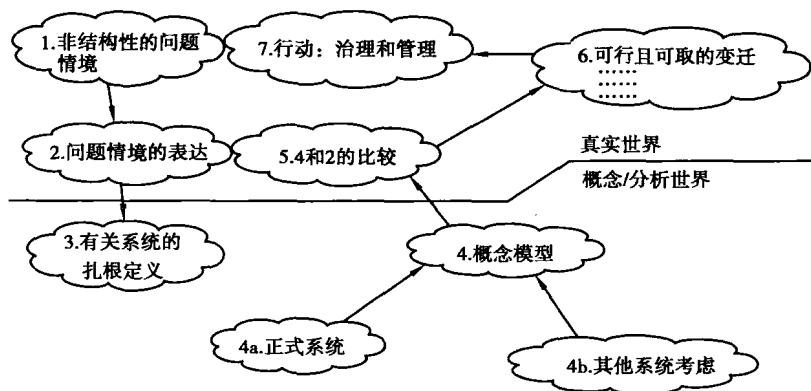 1.非结构性的问题
情境
7.行动：治理和管理
6.可行且可取的变迁
……
……
……
2.问题情境的表达
5.4和2的比较
真实世界
概念/分析世界
3.有关系统的
扎根定义
4.概念模型
4a.正式系统
4b.其他系统考虑